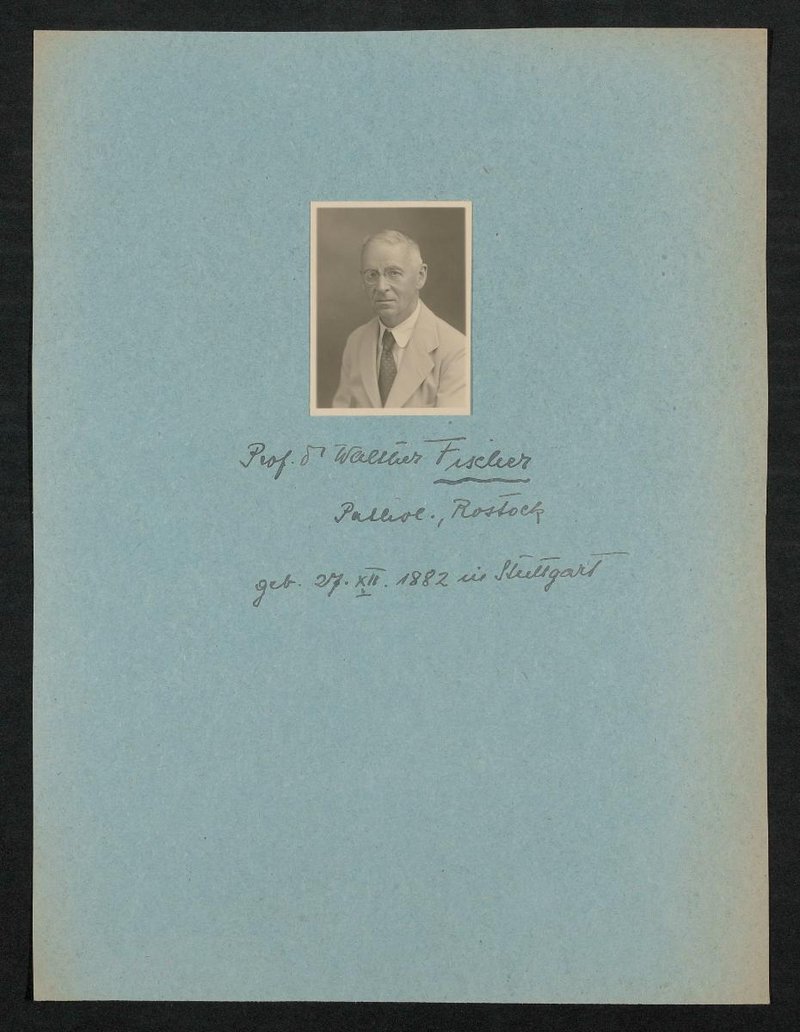 Prof. Dr Walther Fischer
Pathol., Rostock
geb. 27. XII. 1882 in Stuttgart